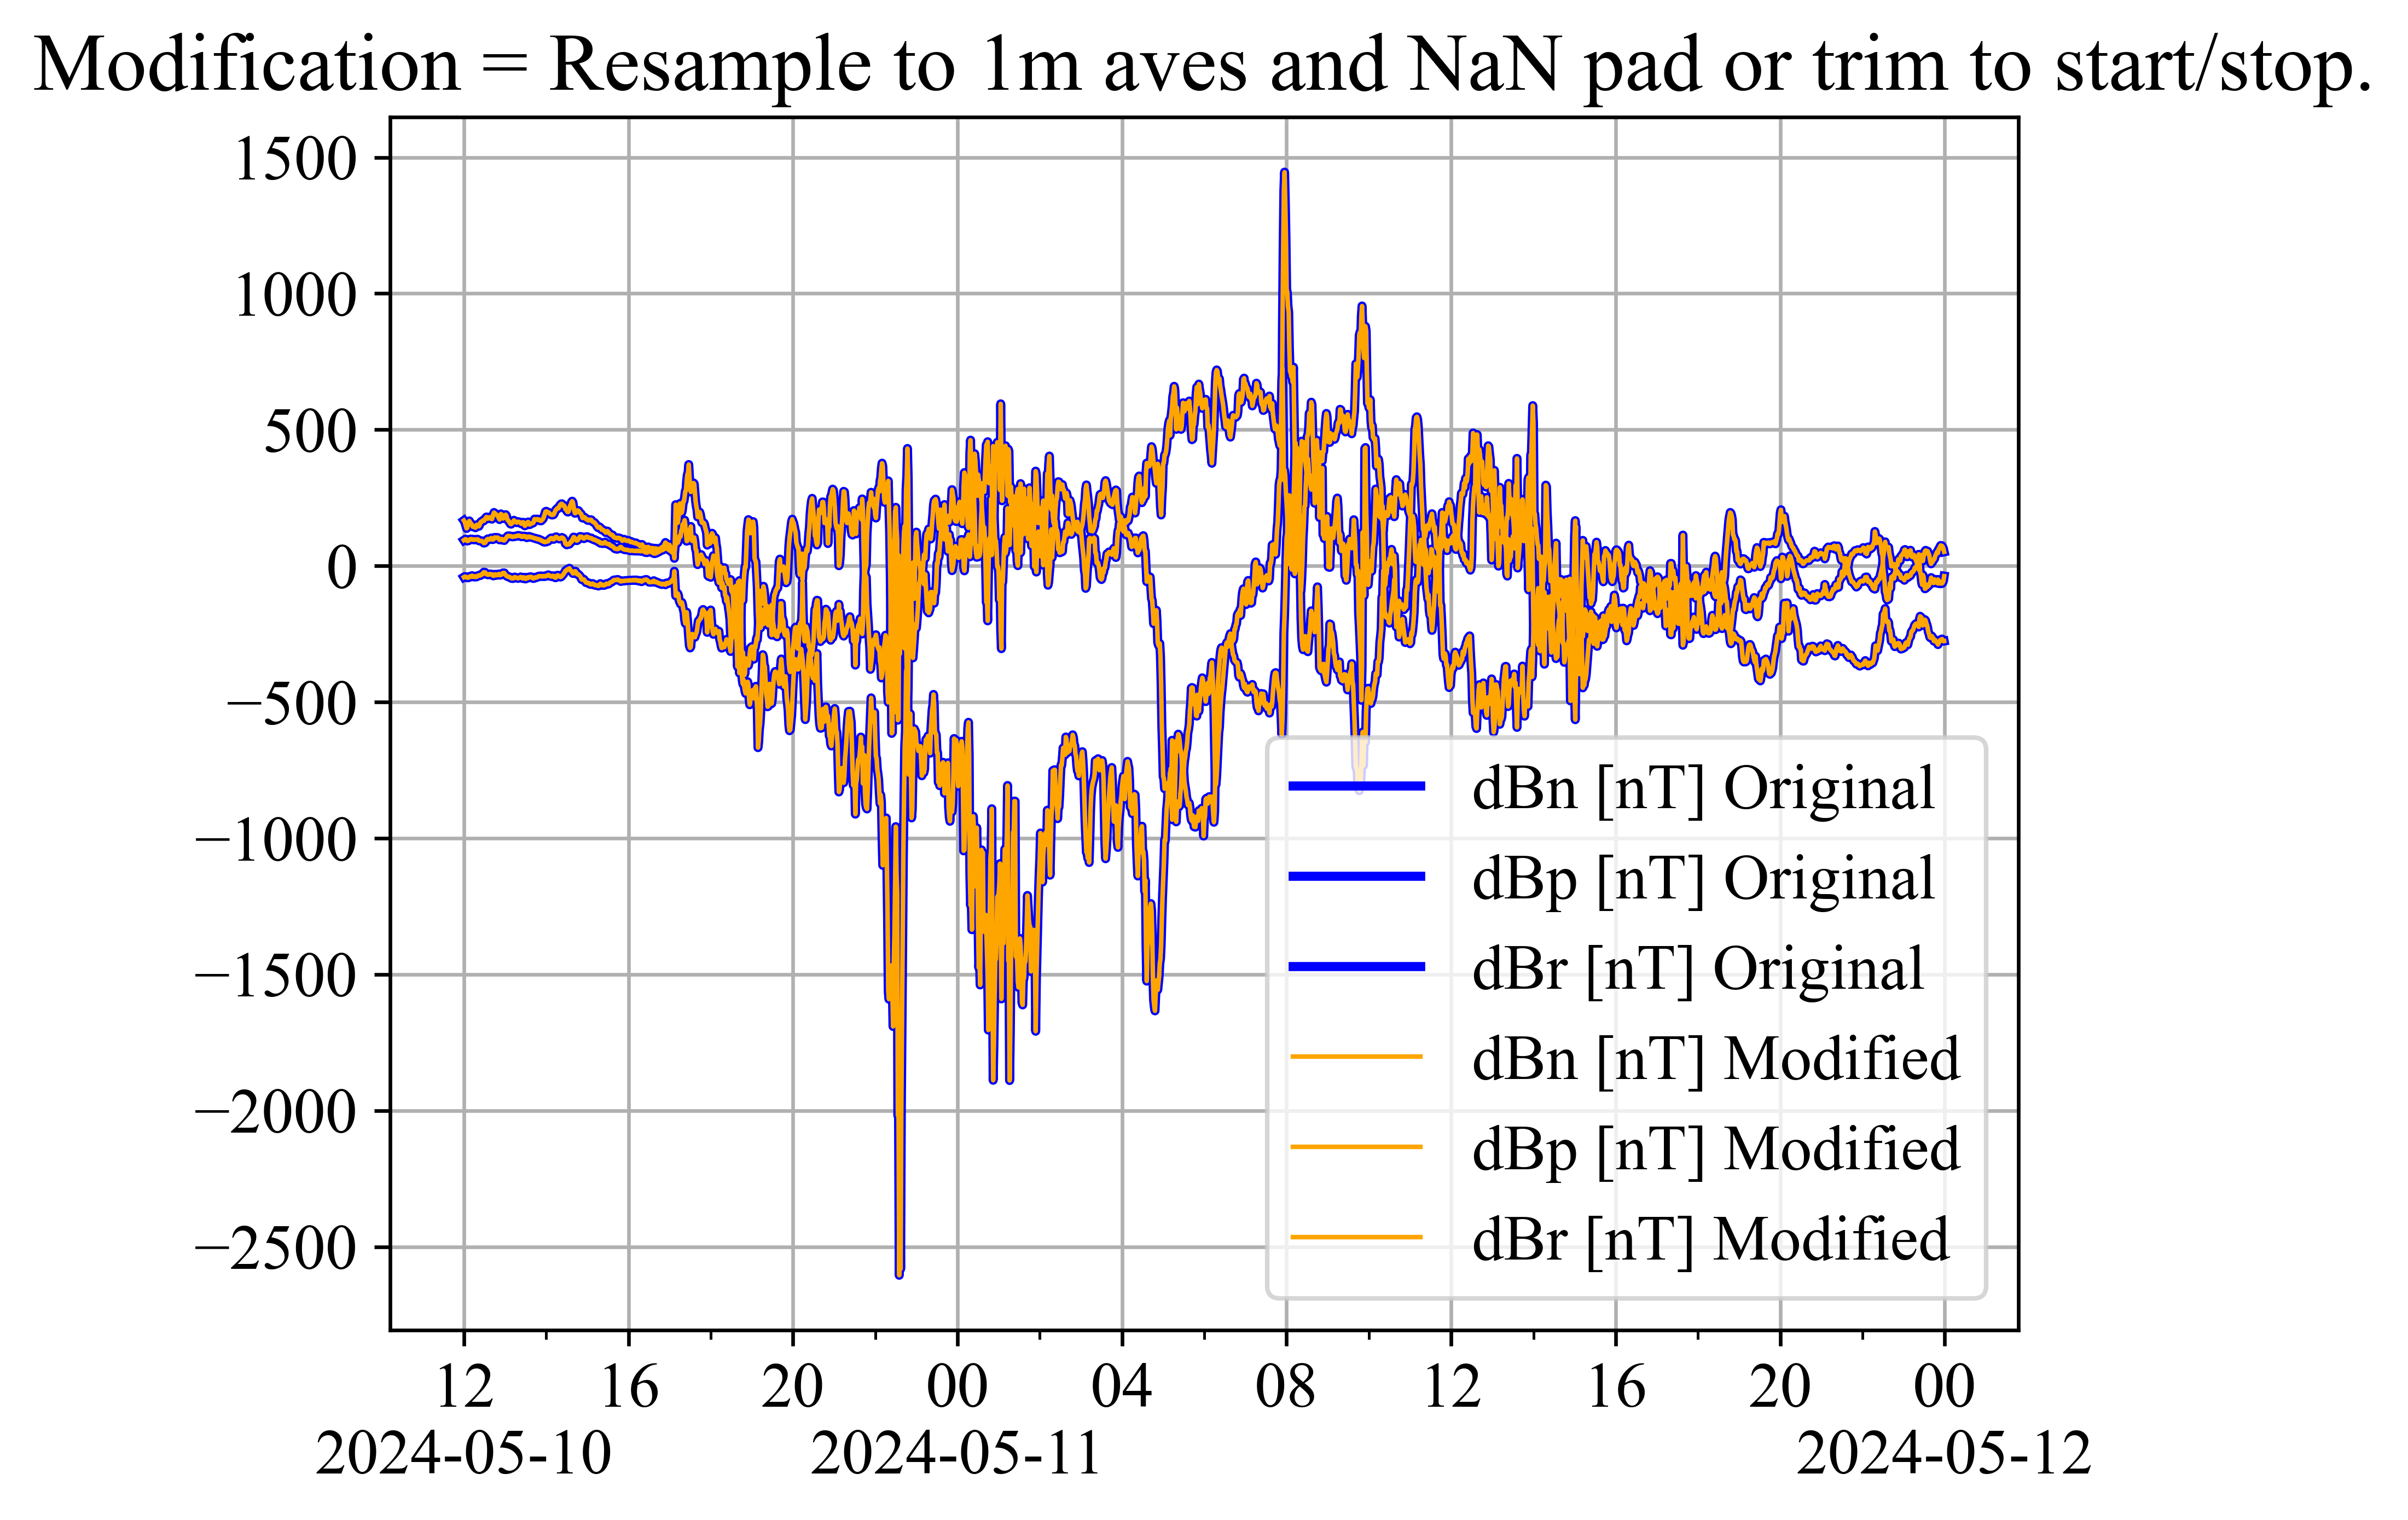 Modification = Resample to 1m aves and NaN pad or trim to start/stop.
1500
1000
500
0
−500
−1000
−1500
−2000
−2500
dBn [nT] Original
dBp [nT] Original
dBr [nT] Original
dBn [nT] Modified
dBp [nT] Modified
dBr [nT] Modified
12 16 20 00 04 08 12 16 20 00
2024-05-10 2024-05-11 2024-05-12